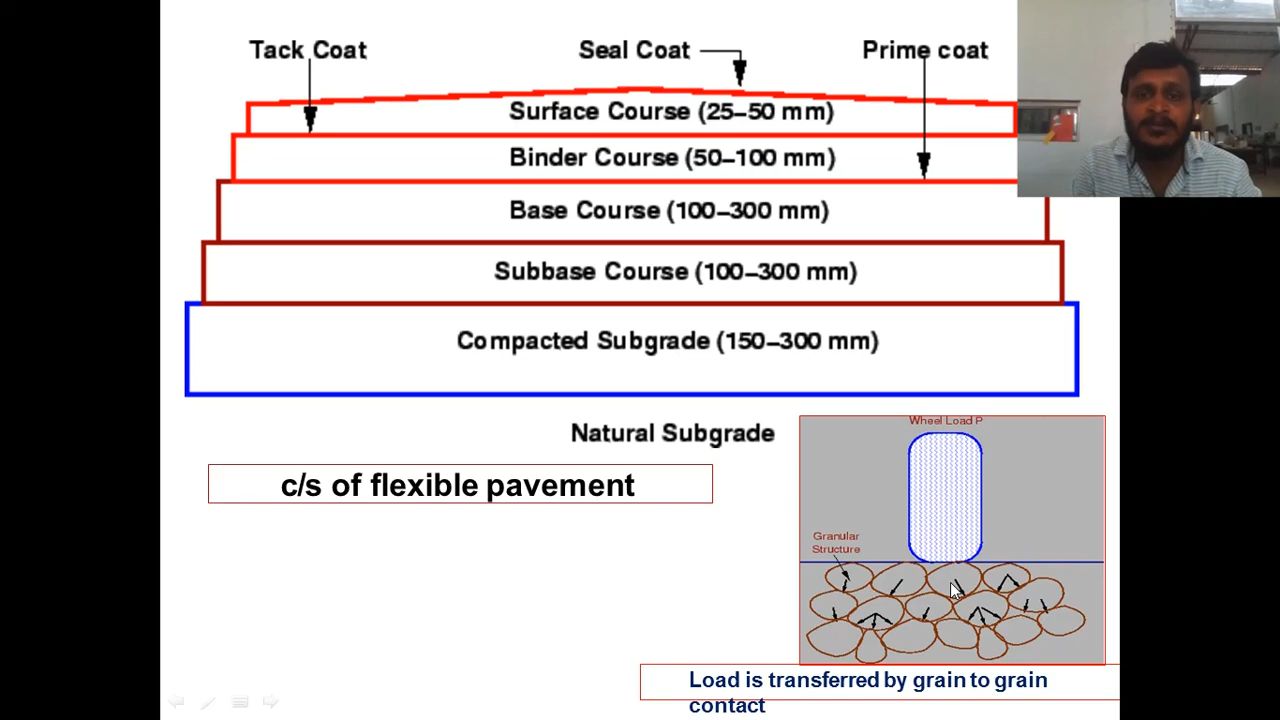 Tack Coat
Seal Coat
Prime coat
Surface Course (25–50 mm)
Binder Course (50–100 mm)
Base Course (100–300 mm)
Subbase Course (100–300 mm)
Compacted Subgrade (150–300 mm)
Natural Subgrade
c/s of flexible pavement
Wheel Load P
Granular
Structure
Load is transferred by grain to grain
contact